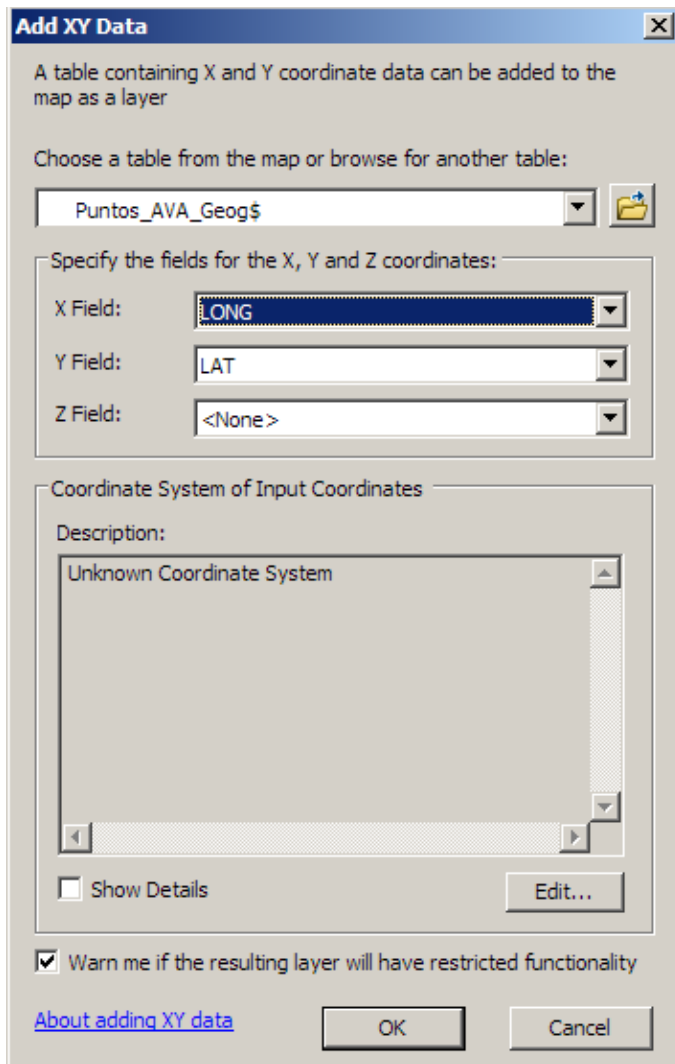 Add XY Data
A table containing X and Y coordinate data can be added to the
map as a layer
Choose a table from the map or browse for another table:
Puntos_AVA_Geog$
Specify the fields for the X, Y and Z coordinates:
X Field: LONG
Y Field: LAT
Z Field: <None>
Coordinate System of Input Coordinates
Description:
Unknown Coordinate System
Show Details Edit...
Warn me if the resulting layer will have restricted functionality
About adding XY data OK Cancel